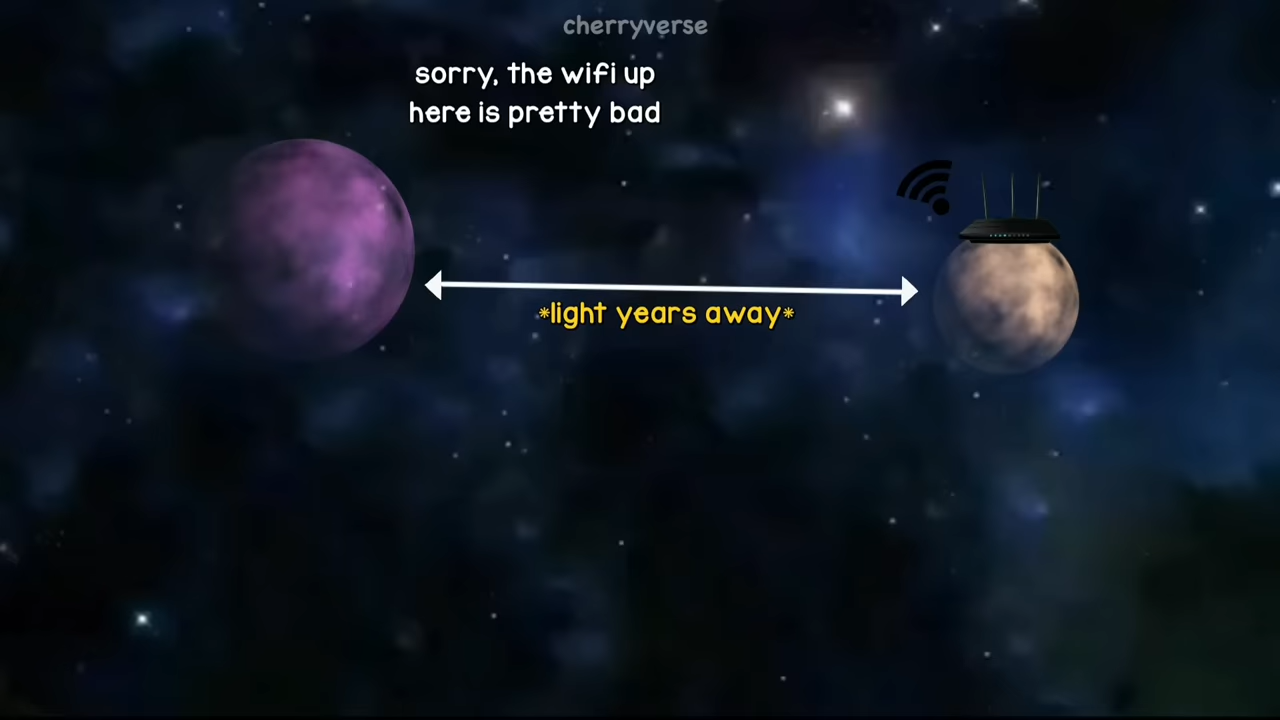 cherryverse
sorry, the wifi up
here is pretty bad
*light years away*